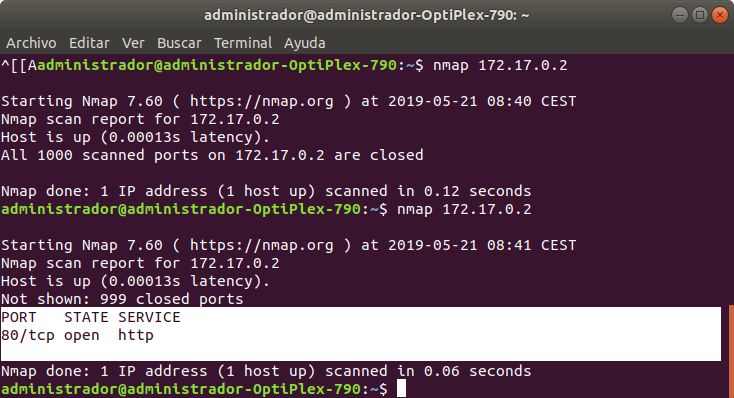 administrador@administrador-OptiPlex-790: ~
Archivo Editar Ver Buscar Terminal Ayuda
^[[Aadministrador@administrador-OptiPlex-790:~$ nmap 172.17.0.2
Starting Nmap 7.60 ( https://nmap.org ) at 2019-05-21 08:40 CEST
Nmap scan report for 172.17.0.2
Host is up (0.00013s latency).
All 1000 scanned ports on 172.17.0.2 are closed
Nmap done: 1 IP address (1 host up) scanned in 0.12 seconds
administrador@administrador-OptiPlex-790:~$ nmap 172.17.0.2
Starting Nmap 7.60 ( https://nmap.org ) at 2019-05-21 08:41 CEST
Nmap scan report for 172.17.0.2
Host is up (0.00013s latency).
Not shown: 999 closed ports
PORT   STATE SERVICE
80/tcp open  http
Nmap done: 1 IP address (1 host up) scanned in 0.06 seconds
administrador@administrador-OptiPlex-790:~$